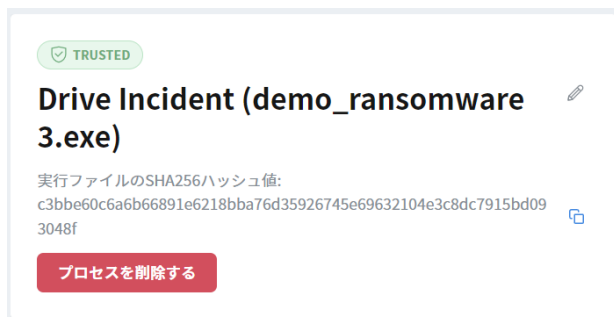 TRUSTED
Drive Incident (demo_ransomware
3.exe)
実行ファイルのSHA256ハッシュ値:
c3bbe60c6a6b66891e6218bba76d35926745e69632104e3c8dc7915bd09
3048f
プロセスを削除する